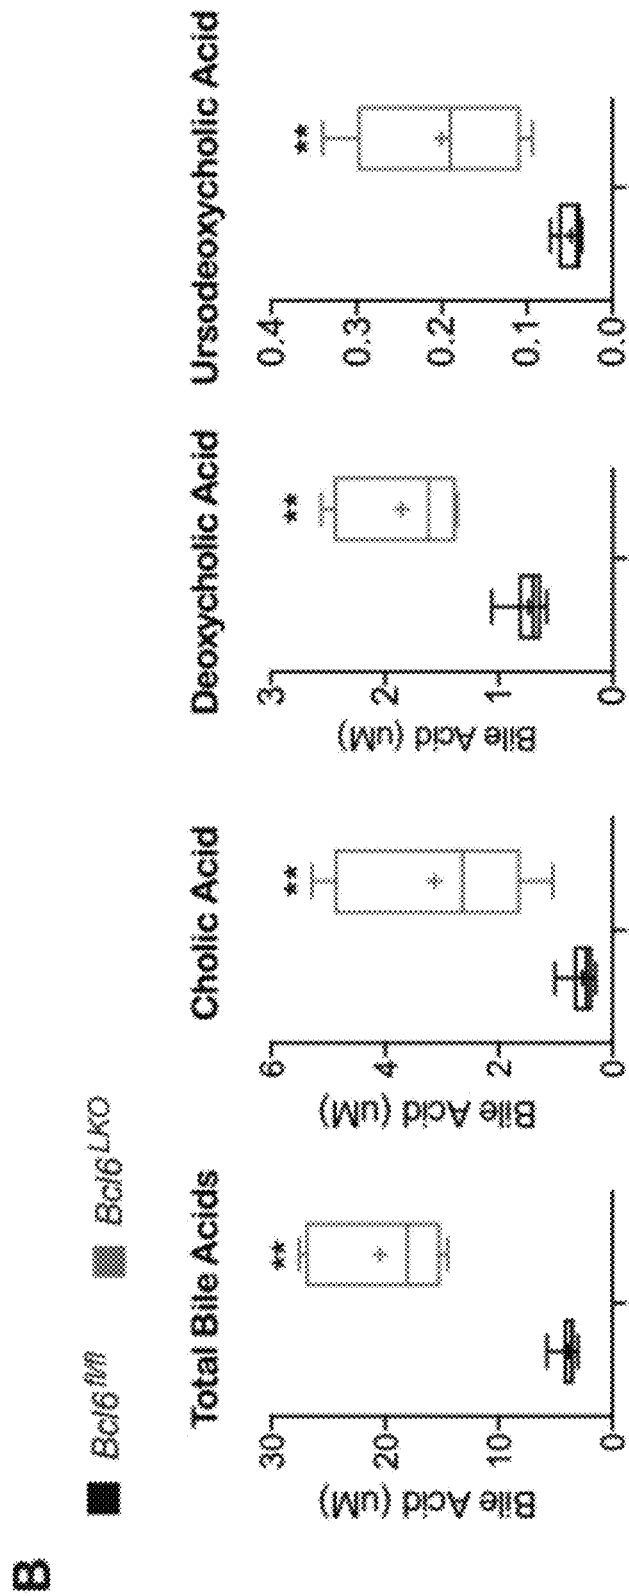 B
Bcl6fl/fl Bcl6LKO
Total Bile Acids
Bile Acid (uM)
30
20
10
0
**
Cholic Acid
Bile Acid (uM)
6
4
2
0
**
Deoxycholic Acid
Bile Acid (uM)
3
2
1
0
**
Ursodeoxycholic Acid
0.4
0.3
0.2
0.1
0.0
**